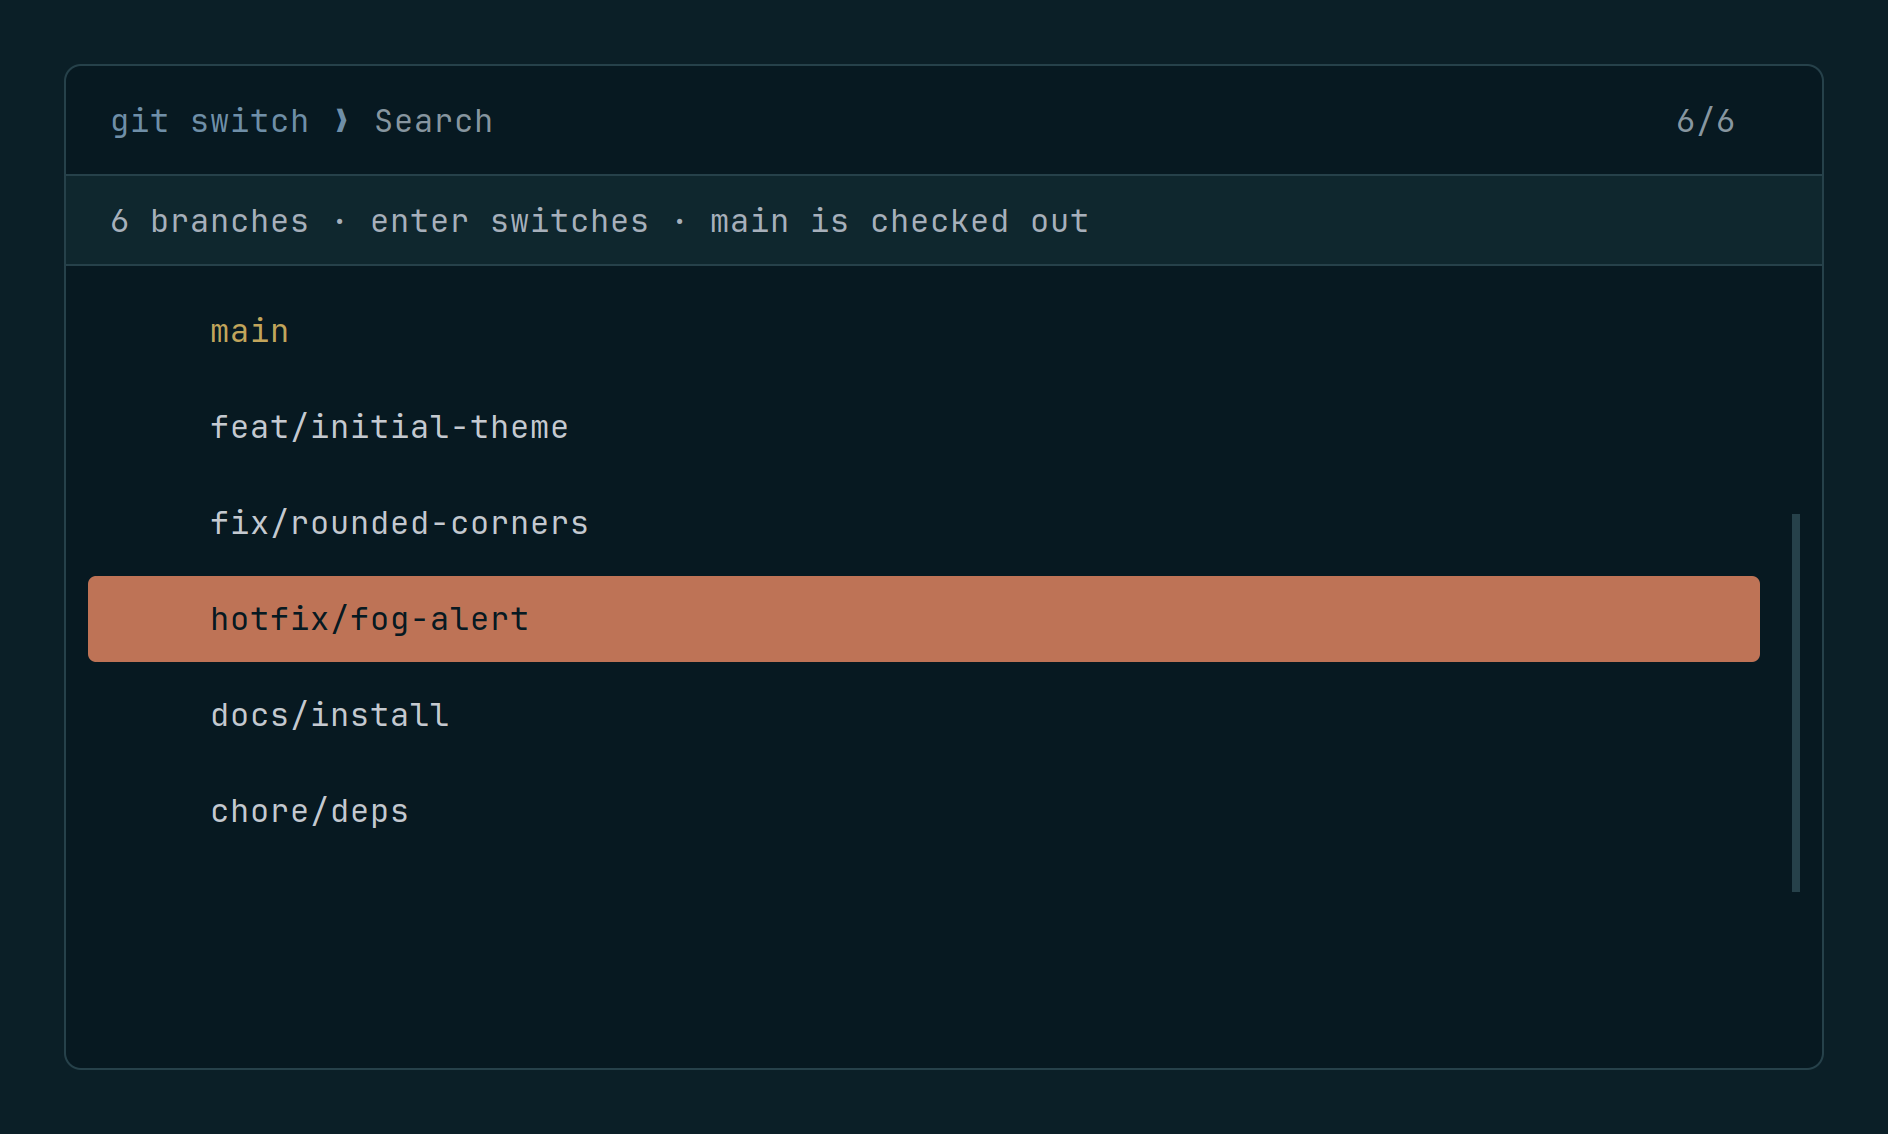 git switch ❫ Search 6/6
6 branches · enter switches · main is checked out
main
feat/initial-theme
fix/rounded-corners
hotfix/fog-alert
docs/install
chore/deps